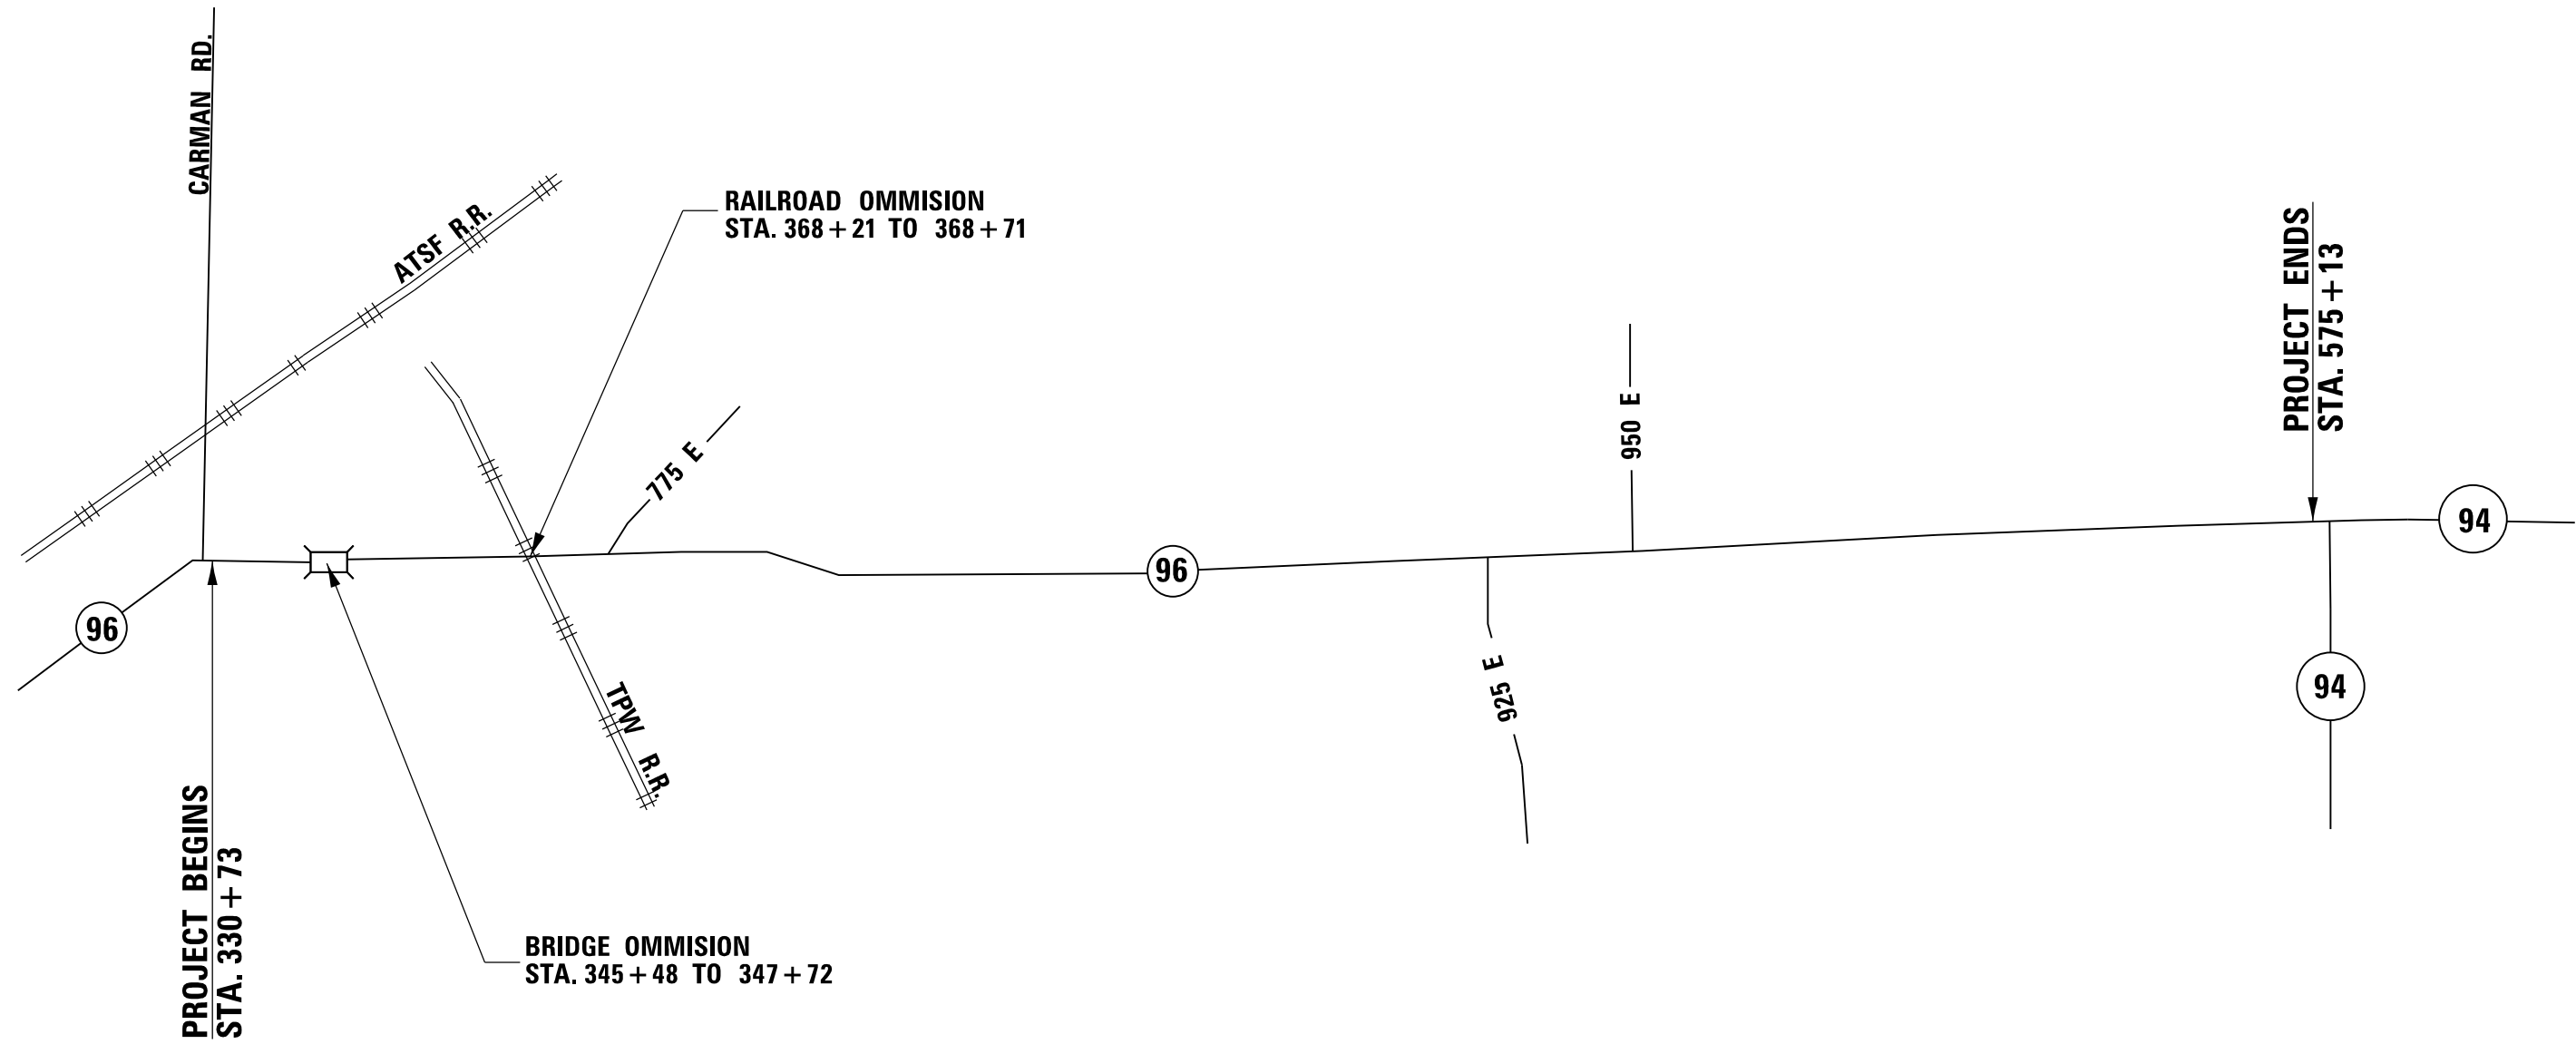 CARMAN RD.
ATSF R.R.
RAILROAD OMMISION
STA. 368+21 TO 368+71
PROJECT ENDS
STA. 575+13
775 E
950 E
94
96
96
925 E
94
TPW R.R.
PROJECT BEGINS
STA. 330+73
BRIDGE OMMISION
STA. 345+48 TO 347+72